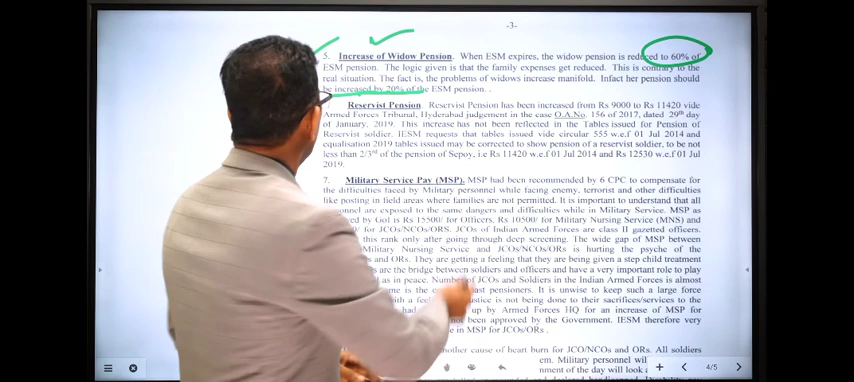 -3-
5. Increase of Widow Pension. When ESM expires, the widow pension is reduced to 60% of
ESM pension. The logic given is that the family expenses get reduced. This is contrary to the
real situation. The fact is, the problems of widows increase manifold. Infact her pension should
be increased by 20% of the ESM pension. .
Reservist Pension. Reservist Pension has been increased from Rs 9000 to Rs 11420 vide
Armed Forces Tribunal, Hyderabad judgement in the case O.A.No. 156 of 2017, dated 29th day
of January, 2019. This increase has not been reflected in the Tables issued for Pension of
Reservist soldier. IESM requests that tables issued vide circular 555 w.e.f 01 Jul 2014 and
equalisation 2019 tables issued may be corrected to show pension of a reservist soldier, to be not
less than 2/3rd of the pension of Sepoy, i.e Rs 11420 w.e.f 01 Jul 2014 and Rs 12530 w.e.f 01 Jul
2019.
7. Military Service Pay (MSP). MSP had been recommended by 6 CPC to compensate for
the difficulties faced by Military personnel while facing enemy, terrorist and other difficulties
like posting in field areas where families are not permitted. It is important to understand that all
are exposed to the same dangers and difficulties while in Military Service. MSP as
by GoI is Rs 15500/ for Officers, Rs 10500/ for Military Nursing Service (MNS) and
for JCOs/NCOs/ORS. JCOs of Indian Armed Forces are class II gazetted officers.
this rank only after going through deep screening. The wide gap of MSP between
Military Nursing Service and JCOs/NCOs/ORs is hurting the psyche of the
and ORs. They are getting a feeling that they are being given a step child treatment
are the bridge between soldiers and officers and have a very important role to play
as in peace. Number of JCOs and Soldiers in the Indian Armed Forces is almost
me is the pensioners. It is unwise to keep such a large force
is not being done to their sacrifices/services to the
had up by Armed Forces HQ for an increase of MSP for
been approved by the Government. IESM therefore very
in MSP for JCOs/ORs .
cause of heart burn for JCO/NCOs and ORs. All soldiers
em. Military personnel wil
of the day will look
4/5